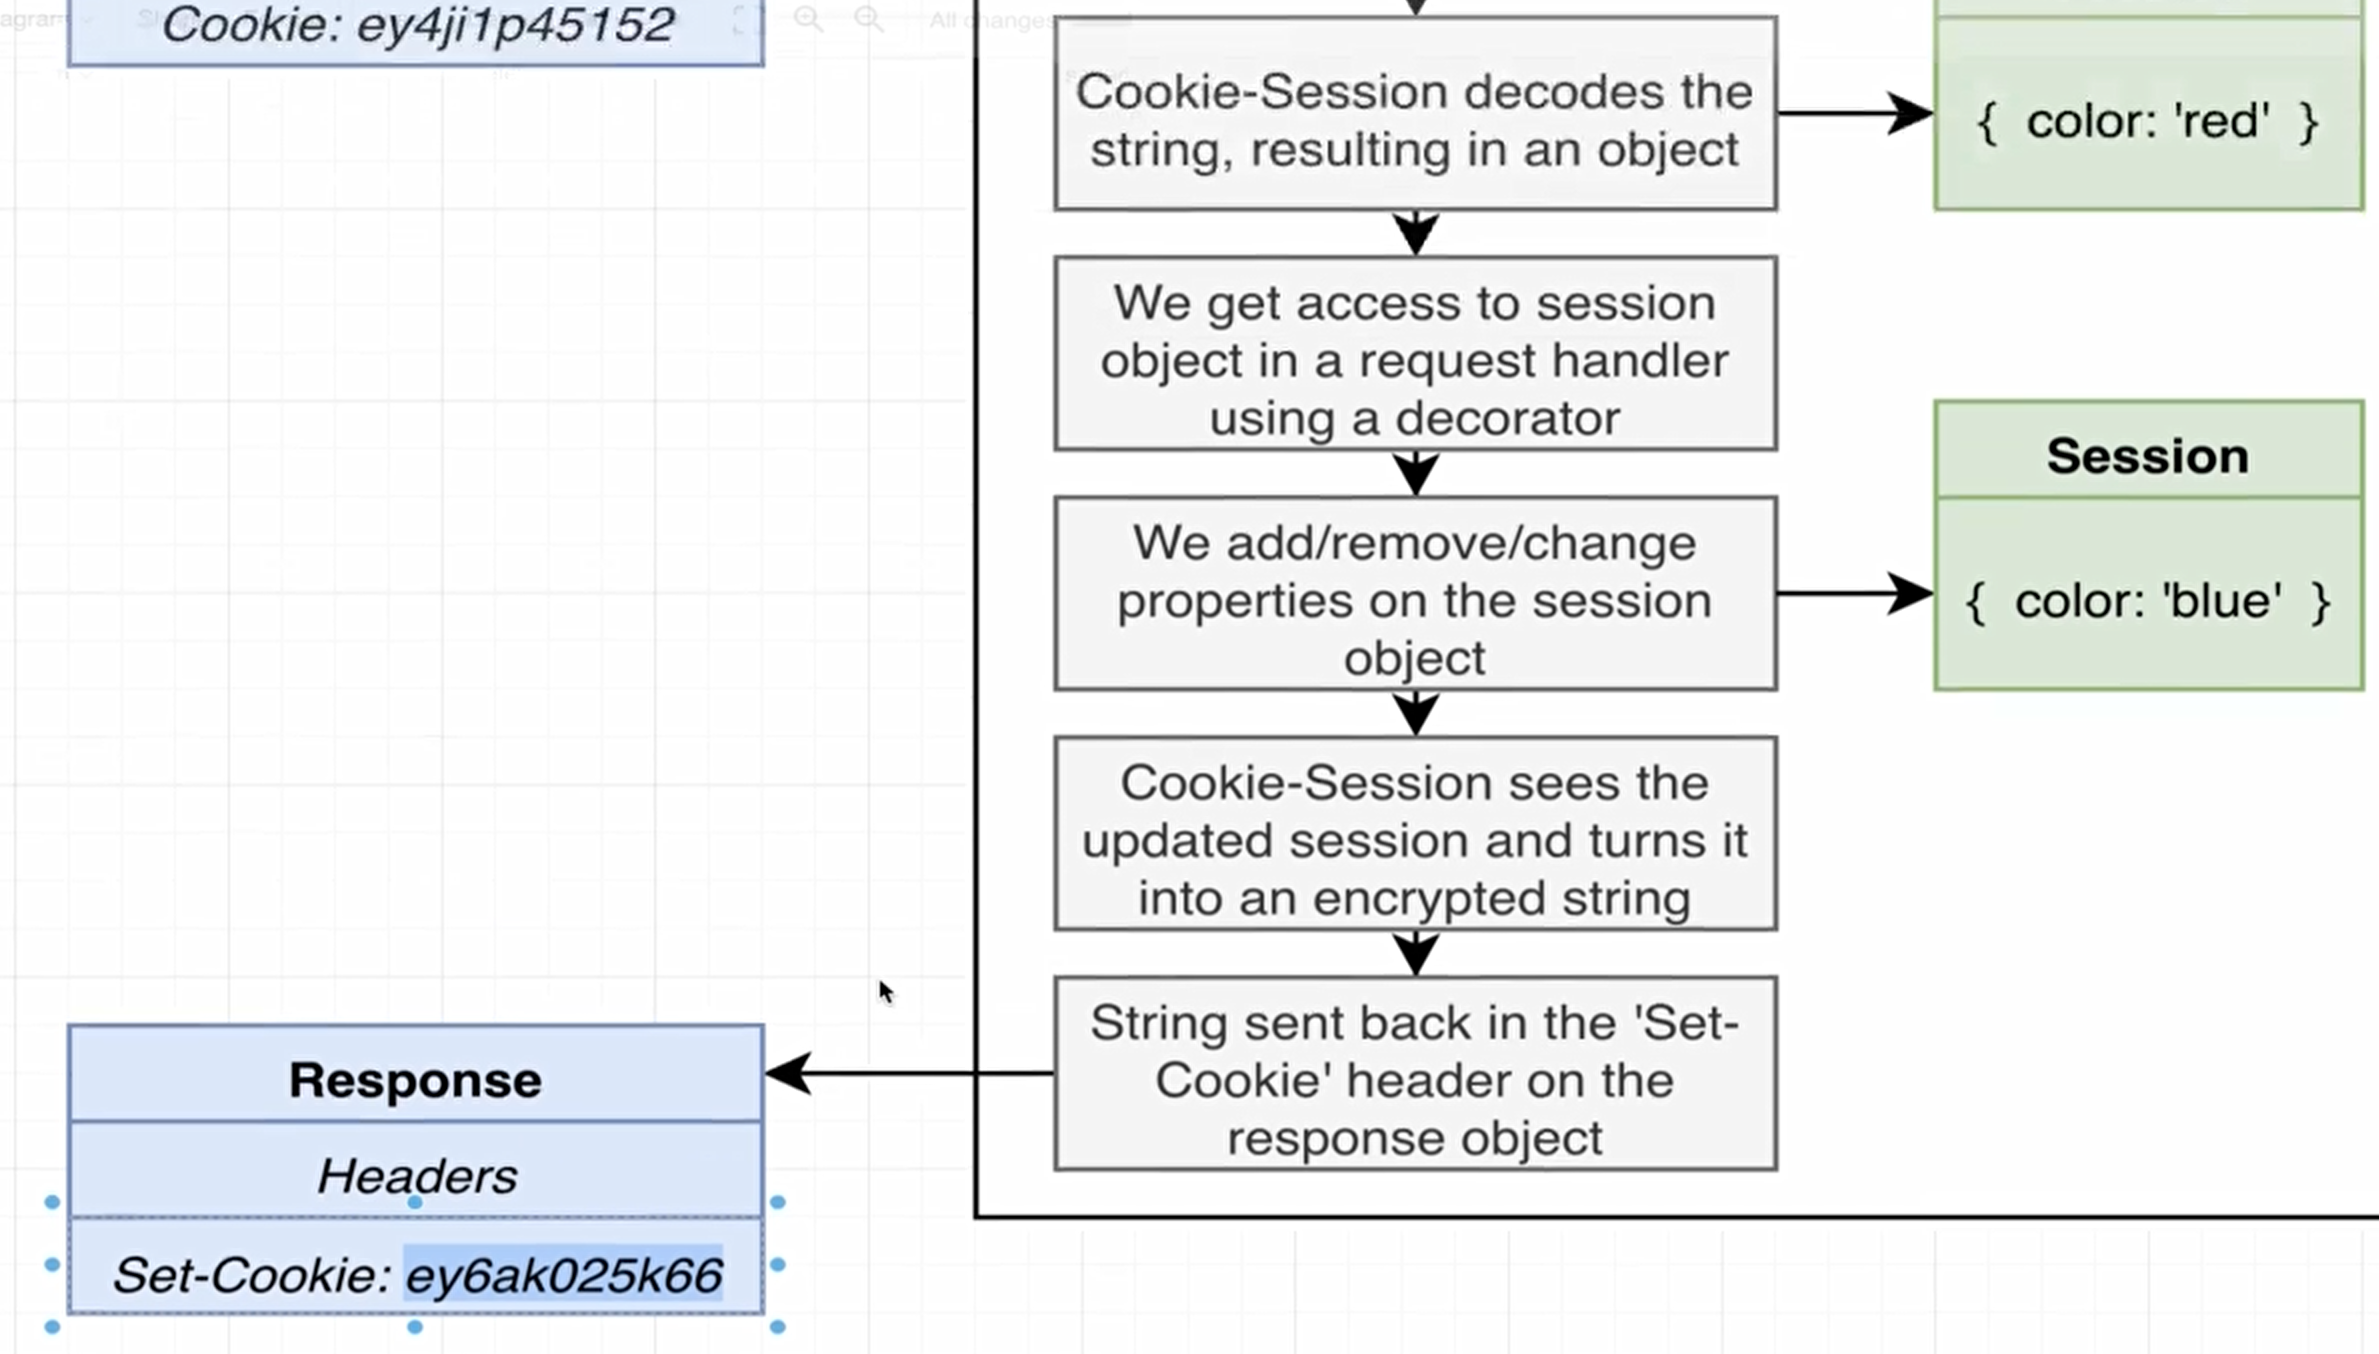 Cookie: ey4ji1p45152
All changes
Cookie-Session decodes the
string, resulting in an object
{ color: 'red' }
We get access to session
object in a request handler
using a decorator
We add/remove/change
properties on the session
object
Session
{ color: 'blue' }
Cookie-Session sees the
updated session and turns it
into an encrypted string
String sent back in the 'Set-
Cookie' header on the
response object
Response
Headers
Set-Cookie: ey6ak025k66